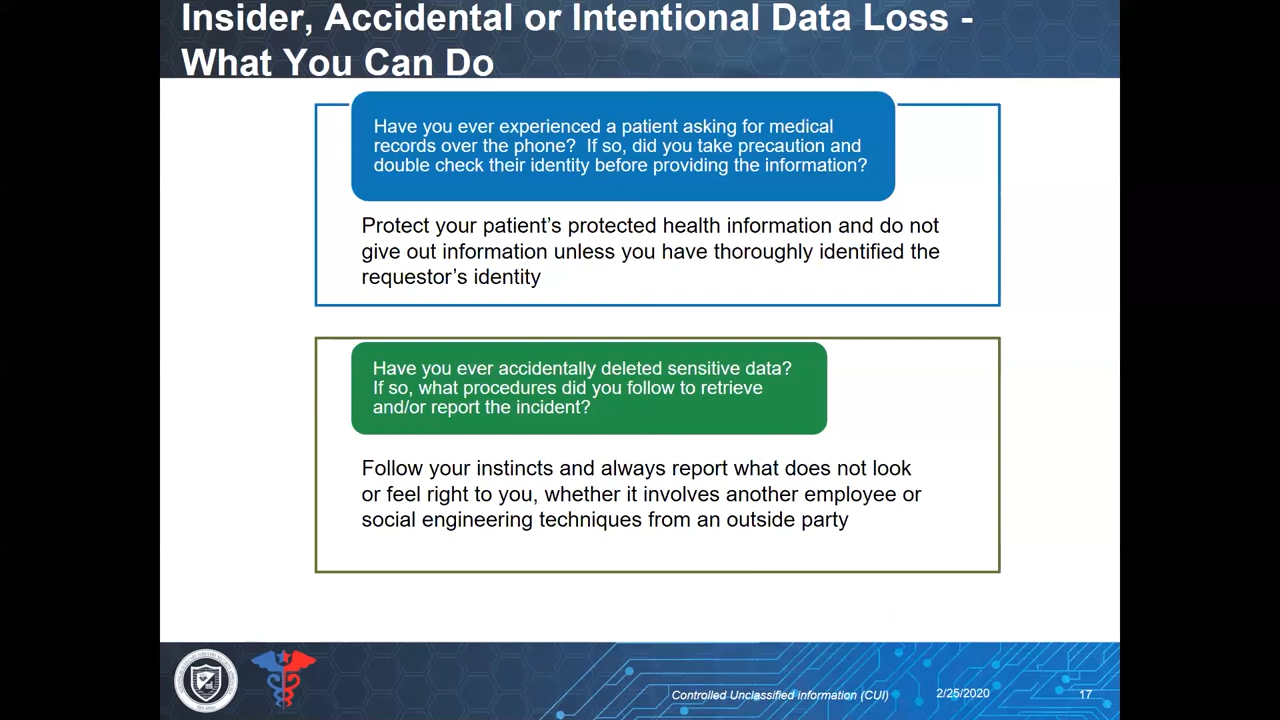 Insider, Accidental or Intentional Data Loss -
What You Can Do
Have you ever experienced a patient asking for medical
records over the phone?  If so, did you take precaution and
double check their identity before providing the information?
Protect your patient’s protected health information and do not
give out information unless you have thoroughly identified the
requestor’s identity
Have you ever accidentally deleted sensitive data?
If so, what procedures did you follow to retrieve
and/or report the incident?
Follow your instincts and always report what does not look
or feel right to you, whether it involves another employee or
social engineering techniques from an outside party
Controlled Unclassified information (CUI)
2/25/2020
17